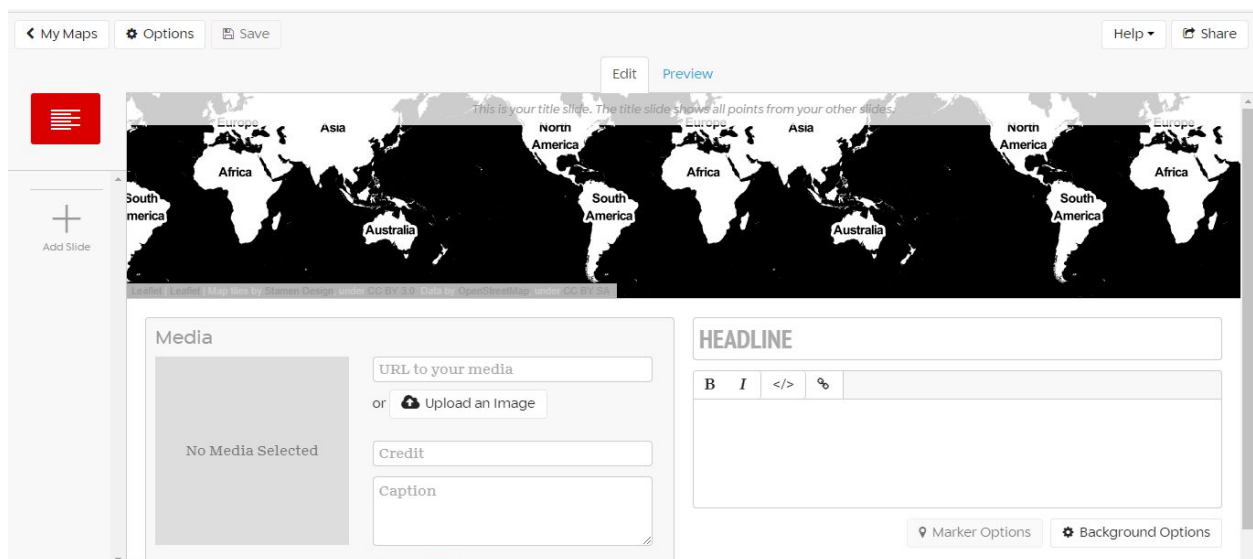 My Maps Options Save Help Share
Edit Preview
This is your title slide. The title slide shows all points from your other slides.
Europe Asia North America Europe Asia North America Europe
Africa Africa Africa
South America South America South America
Australia Australia
Add Slide
Leaflet | Leaflet | Map tiles by Stamen Design, under CC BY 3.0. Data by OpenStreetMap, under CC BY SA
Media
No Media Selected
URL to your media
or Upload an Image
Credit
Caption
HEADLINE
B I </>
Marker Options Background Options